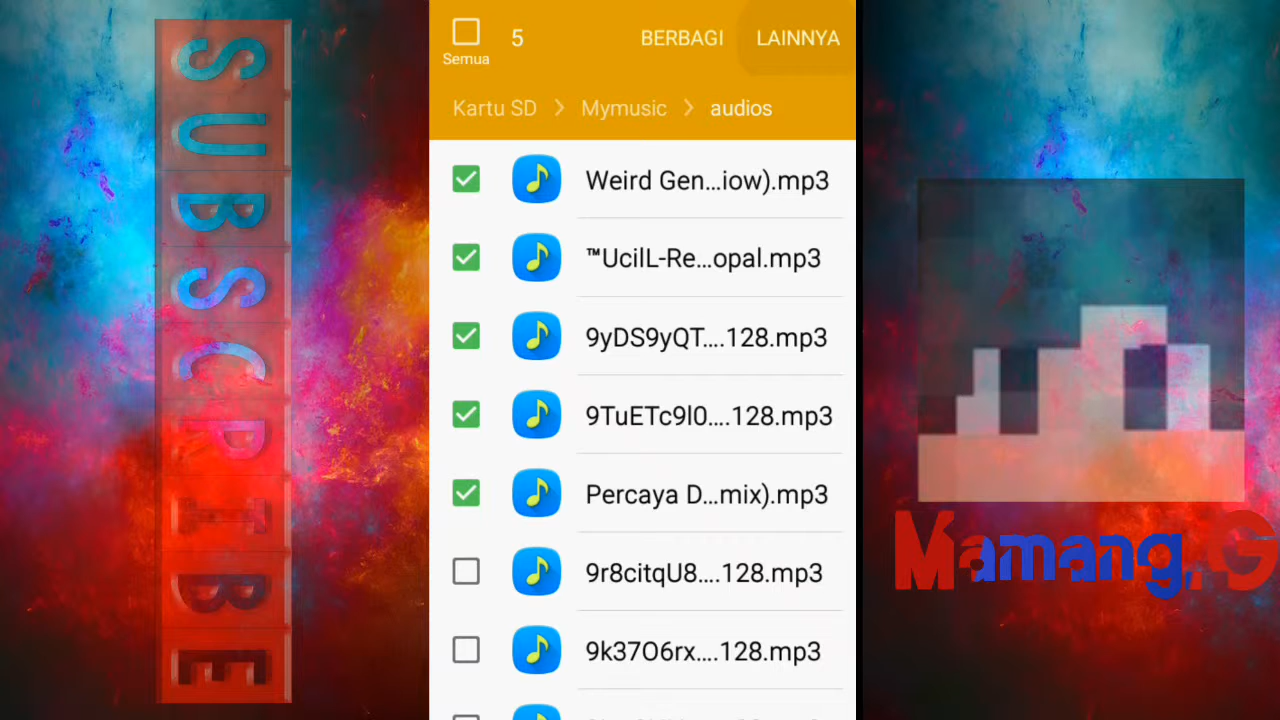 SUBSCPIBE
5
BERBAGI
LAINNYA
Semua
Kartu SD > Mymusic > audios
Weird Gen...iow).mp3
™UcilL-Re...opal.mp3
9yDS9yQT....128.mp3
9TuETc9l0....128.mp3
Percaya D...mix).mp3
9r8citqU8....128.mp3
9k37O6rx....128.mp3
Mamang, G